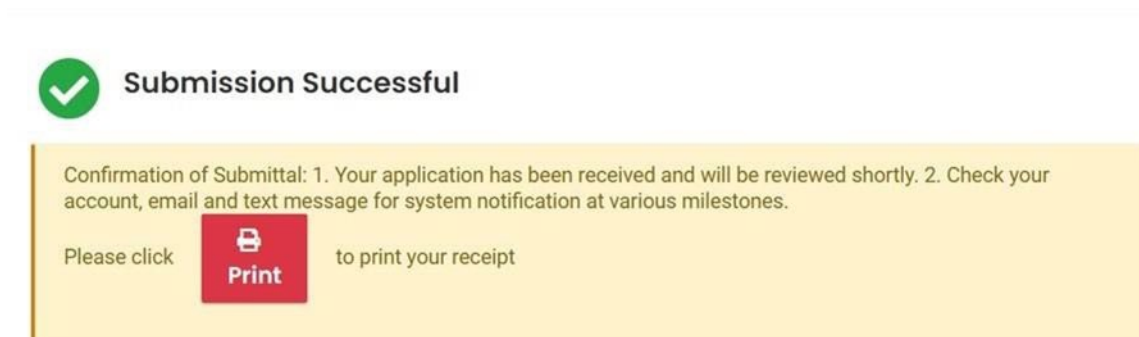 Submission Successful
Confirmation of Submittal: 1. Your application has been received and will be reviewed shortly. 2. Check your
account, email and text message for system notification at various milestones.
Please click Print to print your receipt